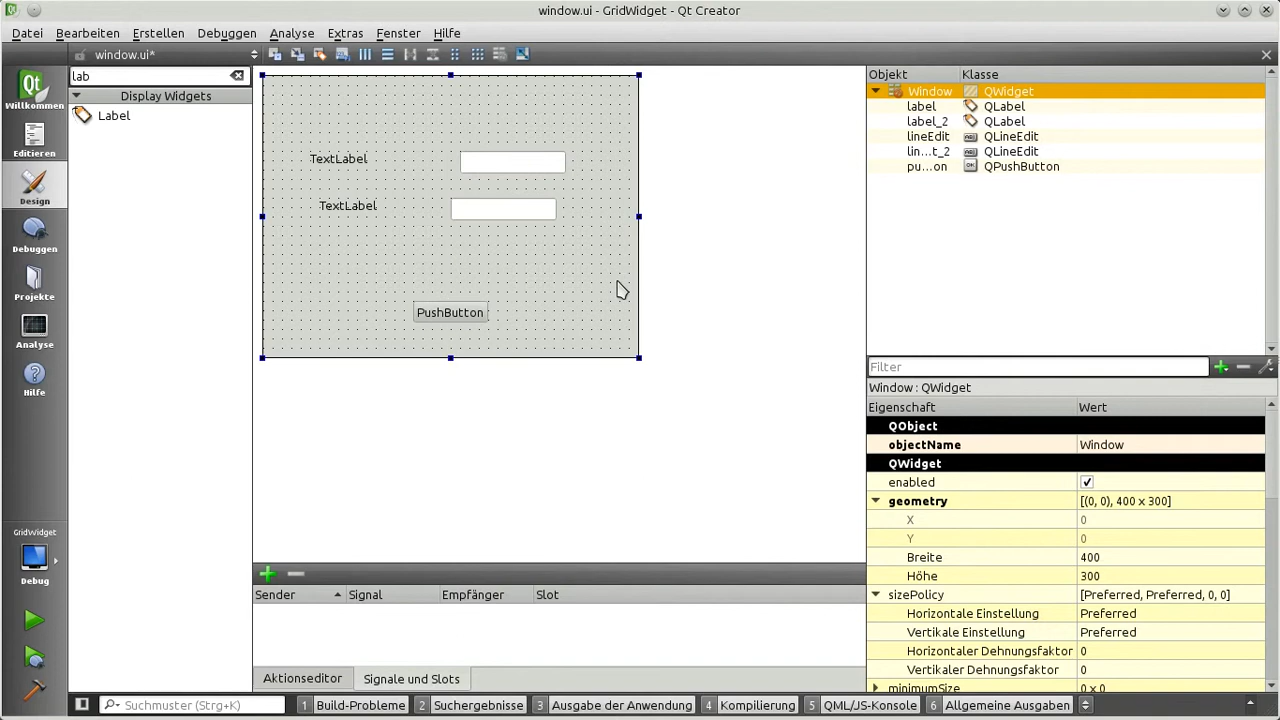 window.ui - GridWidget - Qt Creator
Datei Bearbeiten Erstellen Debuggen Analyse Extras Fenster Hilfe
window.ui*
lab
Display Widgets
Label
Qt
Willkommen
Editieren
Design
Debuggen
Projekte
Analyse
Hilfe
GridWidget
Debug
TextLabel
TextLabel
PushButton
Objekt Klasse
Window QWidget
label QLabel
label_2 QLabel
lineEdit QLineEdit
lin...t_2 QLineEdit
pu...on QPushButton
Filter
Window : QWidget
Eigenschaft Wert
QObject
objectName Window
QWidget
enabled
geometry [(0, 0), 400 x 300]
X 0
Y 0
Breite 400
Höhe 300
sizePolicy [Preferred, Preferred, 0, 0]
Horizontale Einstellung Preferred
Vertikale Einstellung Preferred
Horizontaler Dehnungsfaktor 0
Vertikaler Dehnungsfaktor 0
minimumSize 0 x 0
Sender Signal Empfänger Slot
Aktionseditor Signale und Slots
Suchmuster (Strg+K) 1 Build-Probleme 2 Suchergebnisse 3 Ausgabe der Anwendung 4 Kompilierung 5 QML/JS-Konsole 6 Allgemeine Ausgaben